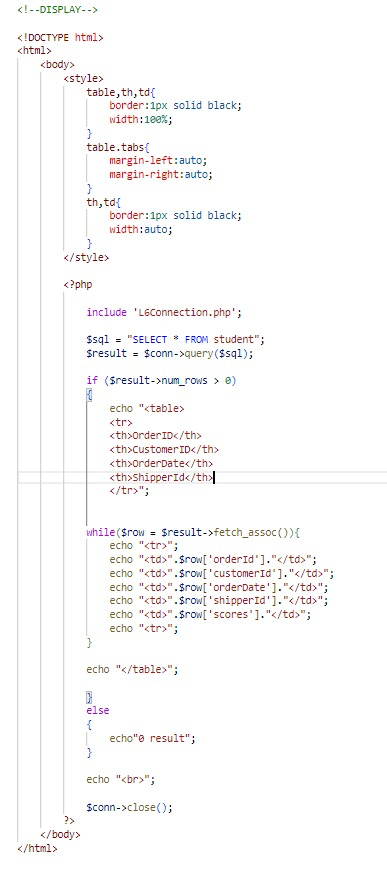 <!--DISPLAY-->
<!DOCTYPE html>
<html>
<body>
<style>
table,th,td{
border:1px solid black;
width:100%;
}
table.tabs{
margin-left:auto;
margin-right:auto;
}
th,td{
border:1px solid black;
width:auto;
}
</style>
<?php
include 'L6Connection.php';
$sql = "SELECT * FROM student";
$result = $conn->query($sql);
if ($result->num_rows > 0)
{
echo "<table>
<tr>
<th>OrderID</th>
<th>CustomerID</th>
<th>OrderDate</th>
<th>ShipperId</th>
</tr>";
while($row = $result->fetch_assoc()){
echo "<tr>";
echo "<td>".$row['orderId']."</td>";
echo "<td>".$row['customerId']."</td>";
echo "<td>".$row['orderDate']."</td>";
echo "<td>".$row['shipperId']."</td>";
echo "<td>".$row['scores']."</td>";
echo "<tr>";
}
echo "</table>";
}
else
{
echo"0 result";
}
echo "<br>";
$conn->close();
?>
</body>
</html>